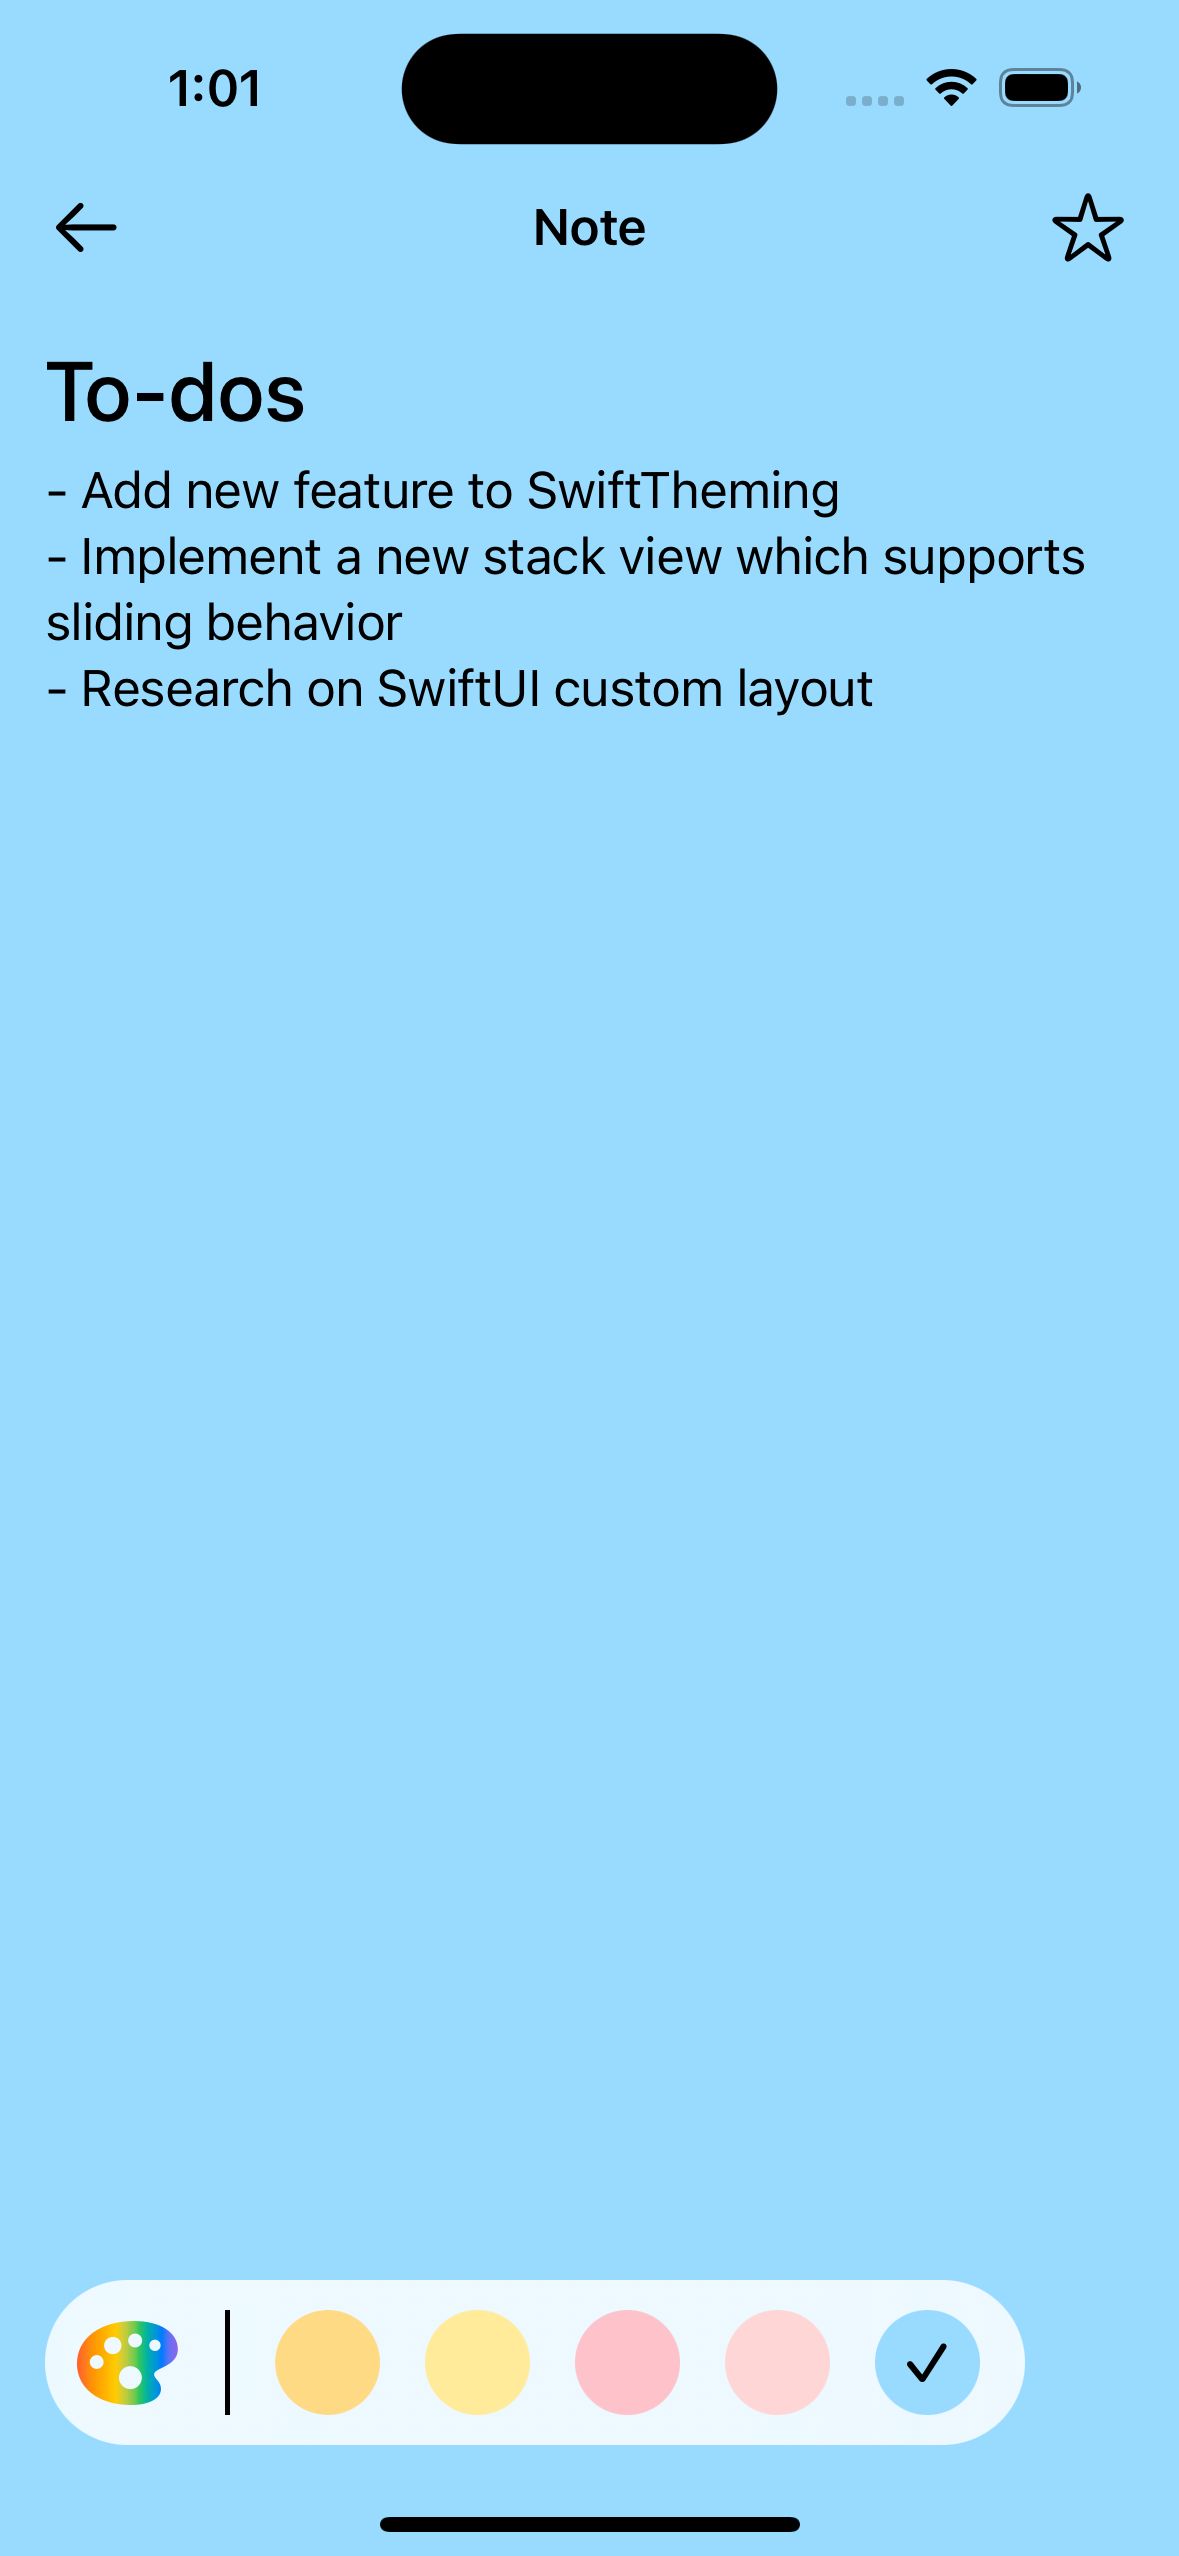 1:01
Note
To-dos
- Add new feature to SwiftTheming
- Implement a new stack view which supports
sliding behavior
- Research on SwiftUI custom layout